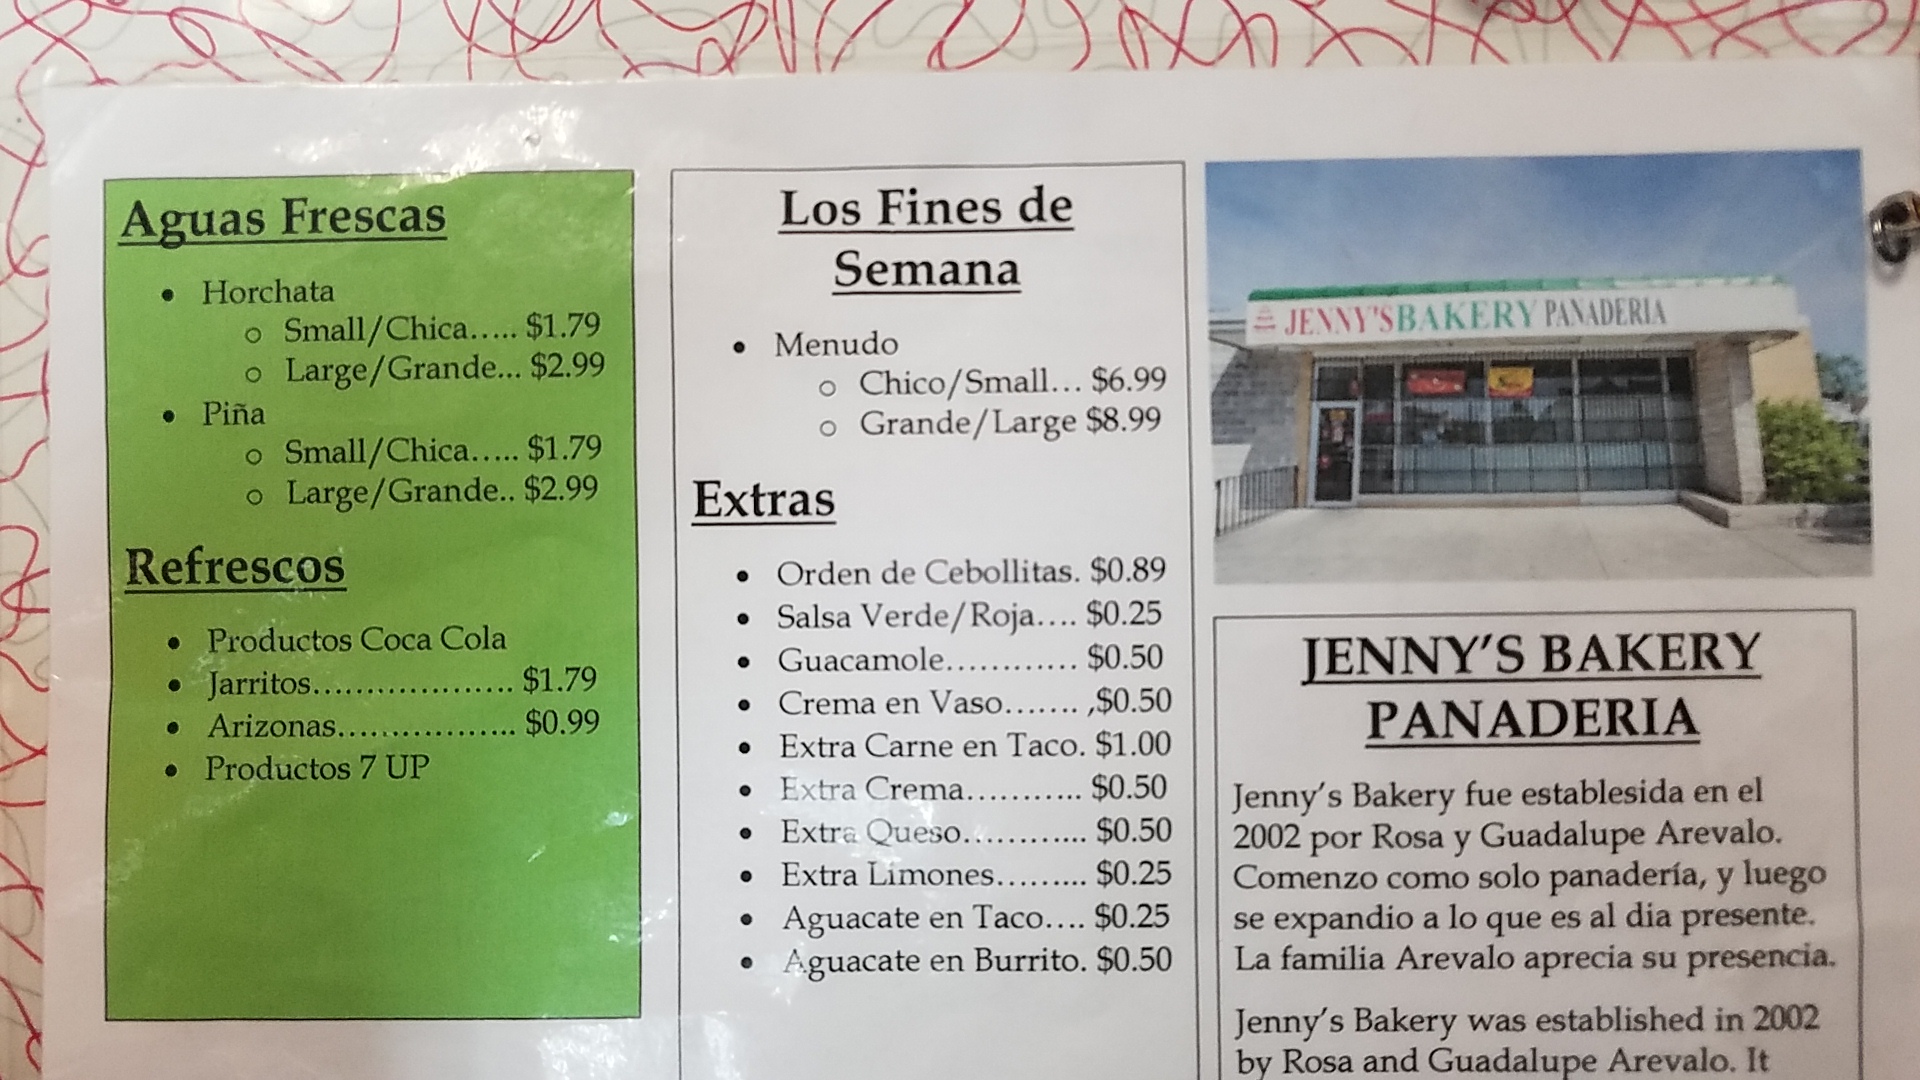 Aguas Frescas
• Horchata
o Small/Chica..... $1.79
o Large/Grande... $2.99
• Piña
o Small/Chica..... $1.79
o Large/Grande.. $2.99
Refrescos
• Productos Coca Cola
• Jarritos................... $1.79
• Arizonas................. $0.99
• Productos 7 UP
Los Fines de
Semana
• Menudo
o Chico/Small... $6.99
o Grande/Large $8.99
Extras
• Orden de Cebollitas. $0.89
• Salsa Verde/Roja.... $0.25
• Guacamole............ $0.50
• Crema en Vaso....... ,$0.50
• Extra Carne en Taco. $1.00
• Extra Crema........... $0.50
• Extra Queso............ $0.50
• Extra Limones......... $0.25
• Aguacate en Taco.... $0.25
• Aguacate en Burrito. $0.50
JENNY'S BAKERY PANADERIA
JENNY'S BAKERY
PANADERIA
Jenny's Bakery fue establesida en el
2002 por Rosa y Guadalupe Arevalo.
Comenzo como solo panadería, y luego
se expandio a lo que es al dia presente.
La familia Arevalo aprecia su presencia.
Jenny's Bakery was established in 2002
by Rosa and Guadalupe Arevalo. It